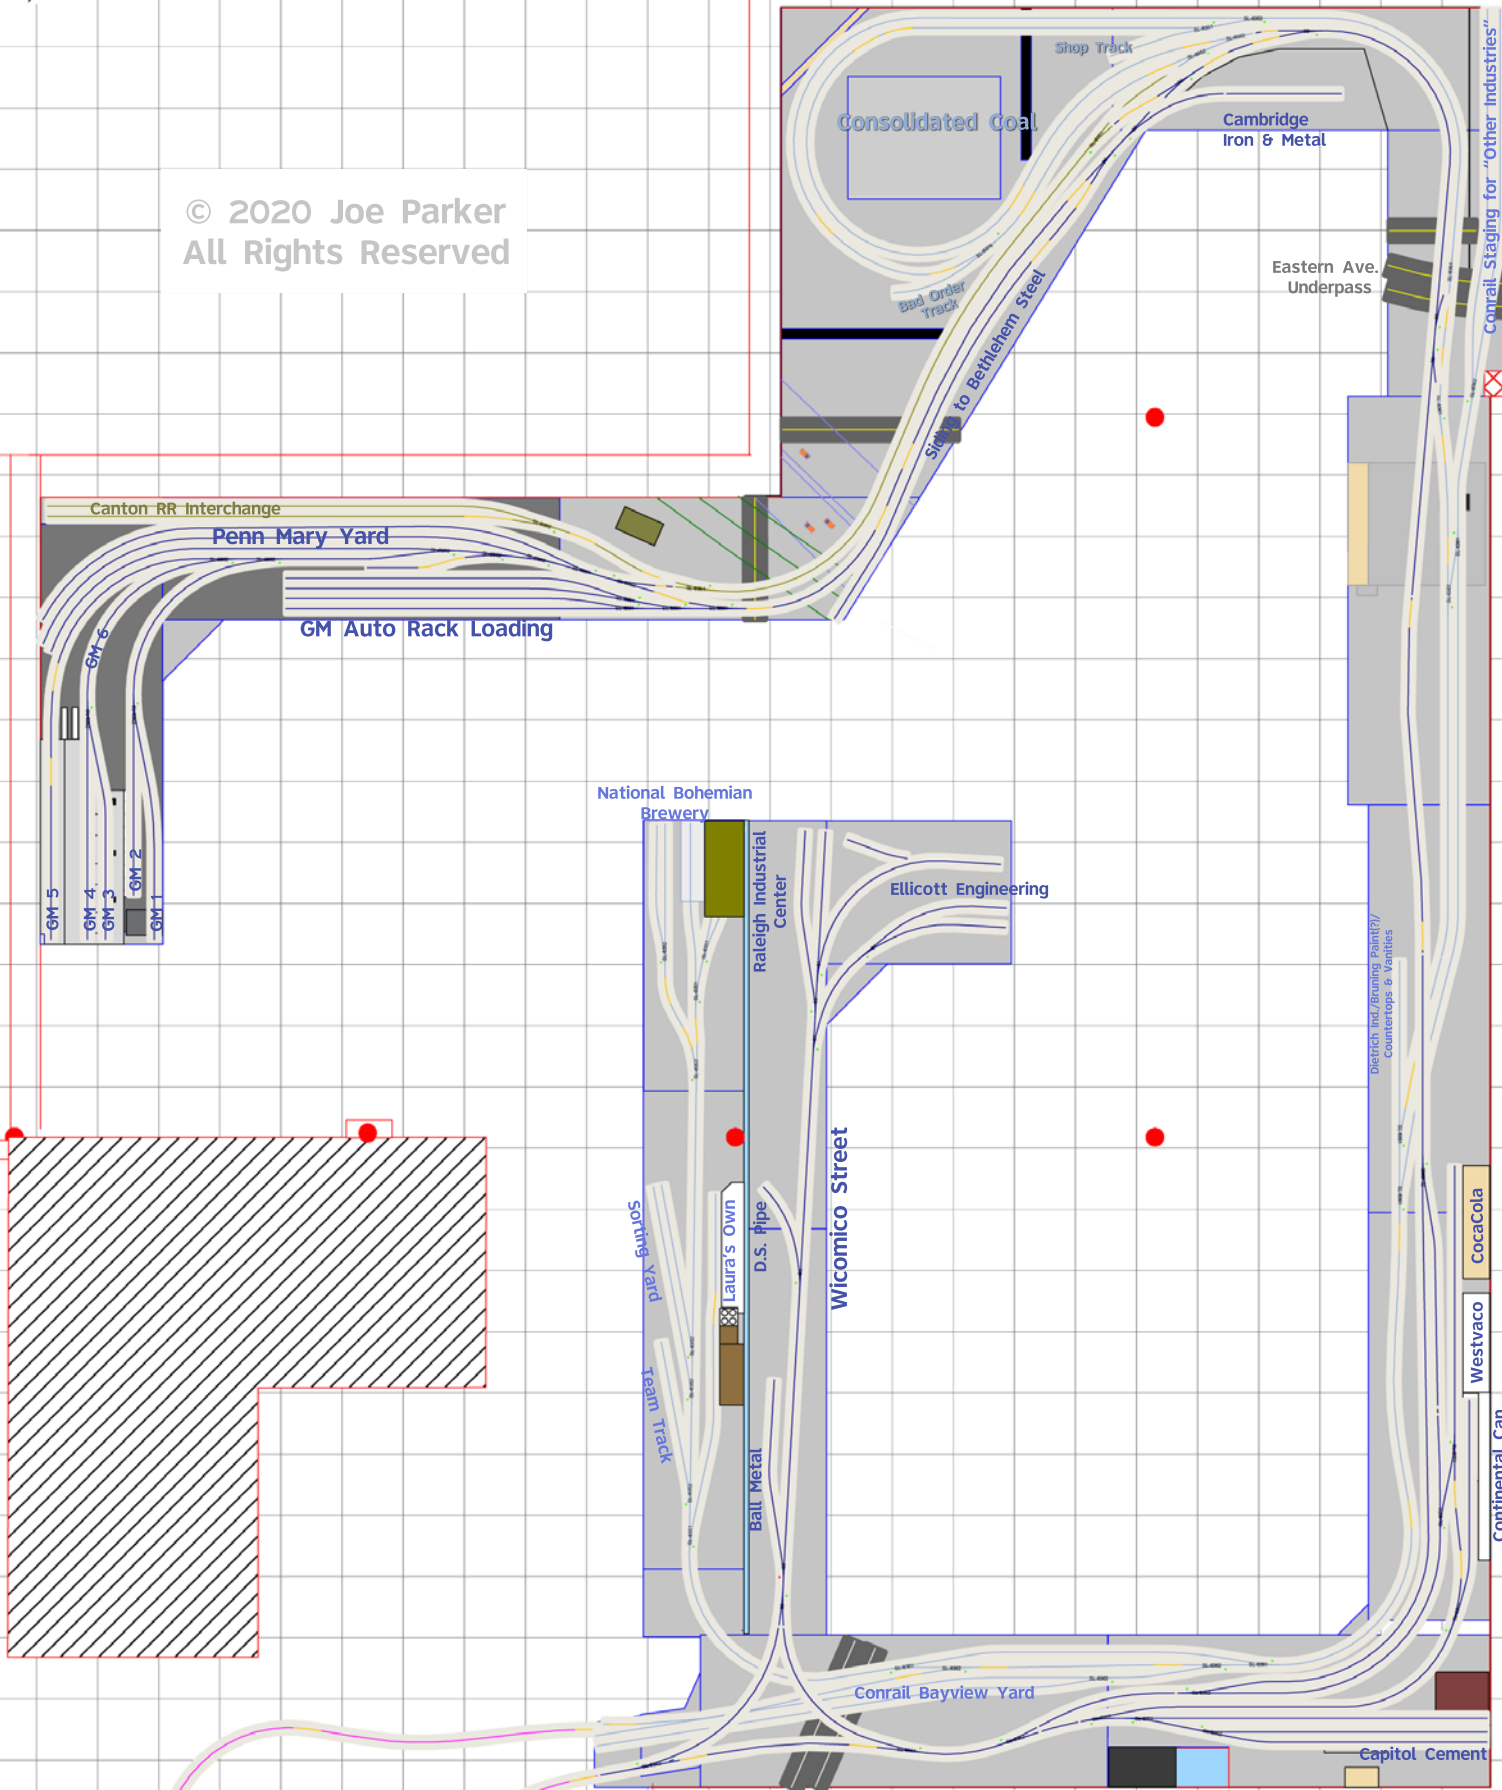 © 2020 Joe Parker
All Rights Reserved
Shop Track
Consolidated Coal
Cambridge
Iron & Metal
Conrail Staging for “Other Industries”
Eastern Ave.
Underpass
Bad Order
Track
Siding to Bethlehem Steel
Canton RR Interchange
Penn Mary Yard
GM Auto Rack Loading
GM 6
GM 5
GM 4
GM 3
GM 2
GM 1
National Bohemian
Brewery
Raleigh Industrial
Center
Ellicott Engineering
Dietrich Ind./Bruning Paint(?)/
Countertops & Vanities
Wicomico Street
Sorting Yard
Laura’s Own
D.S. Pipe
CocaCola
Westvaco
Team Track
Ball Metal
Continental Can
Conrail Bayview Yard
Capitol Cement